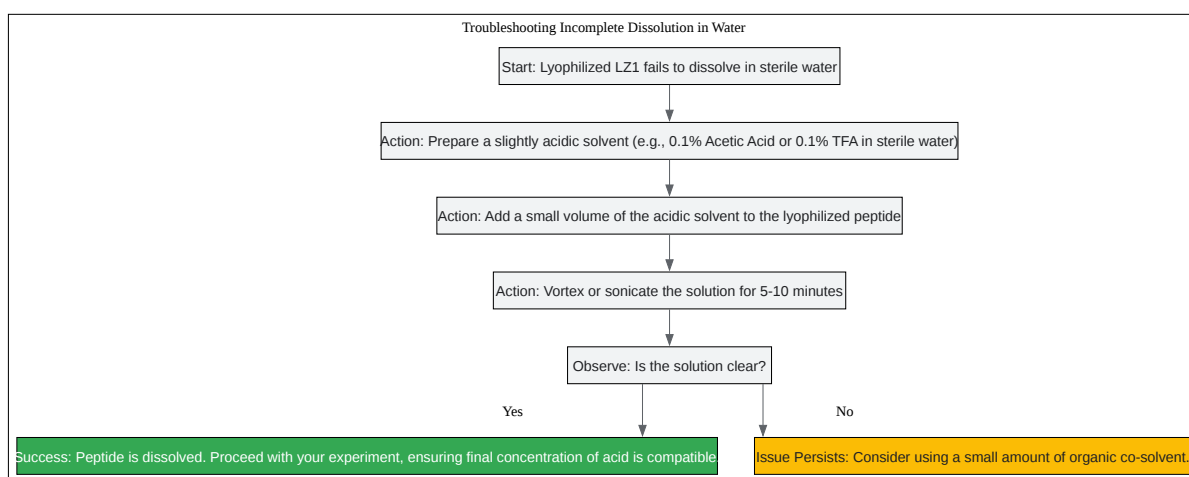 Troubleshooting Incomplete Dissolution in Water
Start: Lyophilized LZ1 fails to dissolve in sterile water
Action: Prepare a slightly acidic solvent (e.g., 0.1% Acetic Acid or 0.1% TFA in sterile water)
Action: Add a small volume of the acidic solvent to the lyophilized peptide
Action: Vortex or sonicate the solution for 5-10 minutes
Observe: Is the solution clear?
Yes
No
Success: Peptide is dissolved. Proceed with your experiment, ensuring final concentration of acid is compatible
Issue Persists: Consider using a small amount of organic co-solvent.